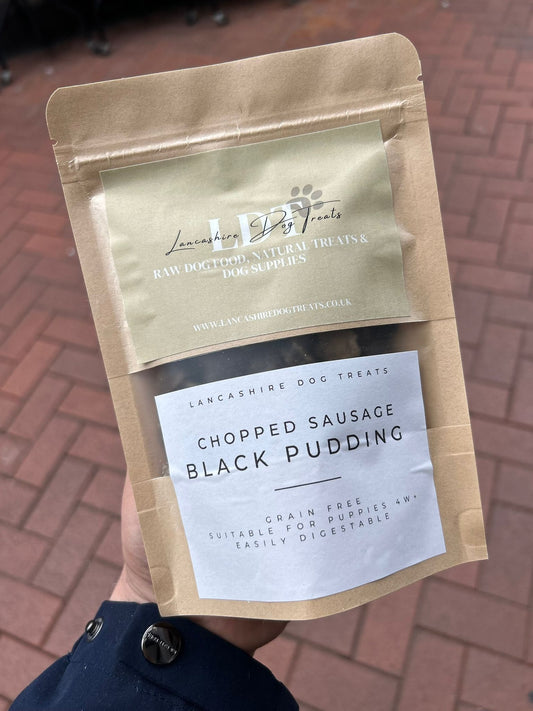 LDT
Lancashire Dog Treats
RAW DOG FOOD, NATURAL TREATS &
DOG SUPPLIES
WWW.LANCASHIREDOGTREATS.CO.UK
LANCASHIRE DOG TREATS
CHOPPED SAUSAGE
BLACK PUDDING
GRAIN FREE
SUITABLE FOR PUPPIES 4W+
EASILY DIGESTABLE